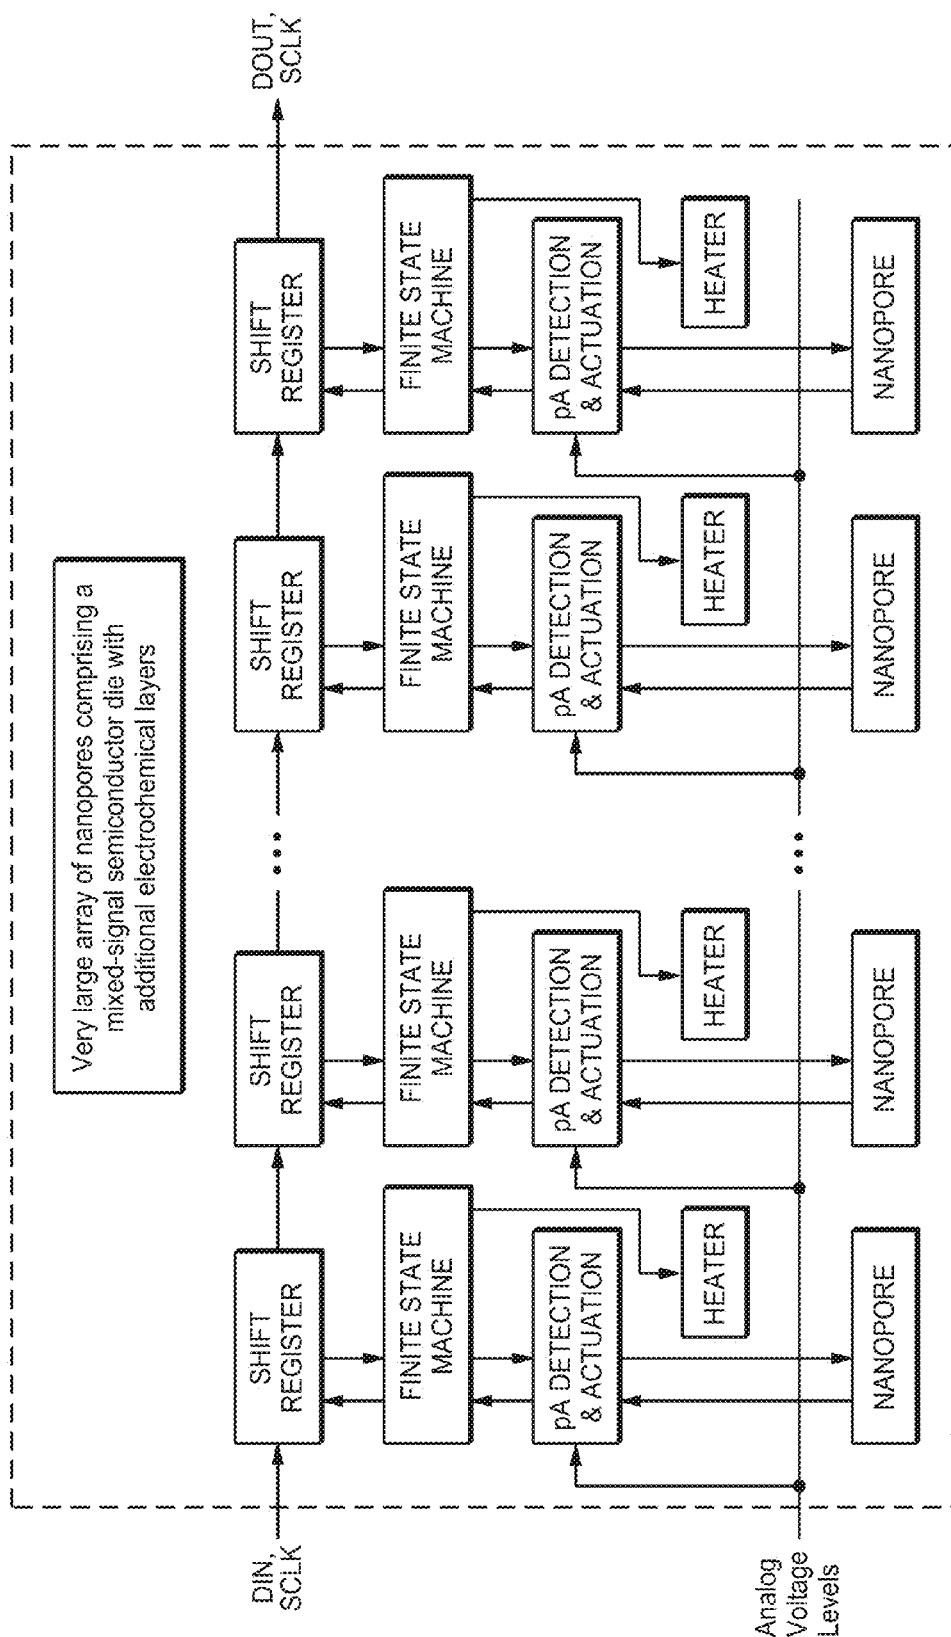 Very large array of nanopores comprising a
mixed-signal semiconductor die with
additional electrochemical layers
DIN,
SCLK
SHIFT
REGISTER
SHIFT
REGISTER
SHIFT
REGISTER
SHIFT
REGISTER
DOUT,
SCLK
FINITE STATE
MACHINE
FINITE STATE
MACHINE
FINITE STATE
MACHINE
FINITE STATE
MACHINE
pA DETECTION
& ACTUATION
pA DETECTION
& ACTUATION
pA DETECTION
& ACTUATION
pA DETECTION
& ACTUATION
HEATER
HEATER
HEATER
HEATER
Analog
Voltage
Levels
NANOPORE
NANOPORE
NANOPORE
NANOPORE